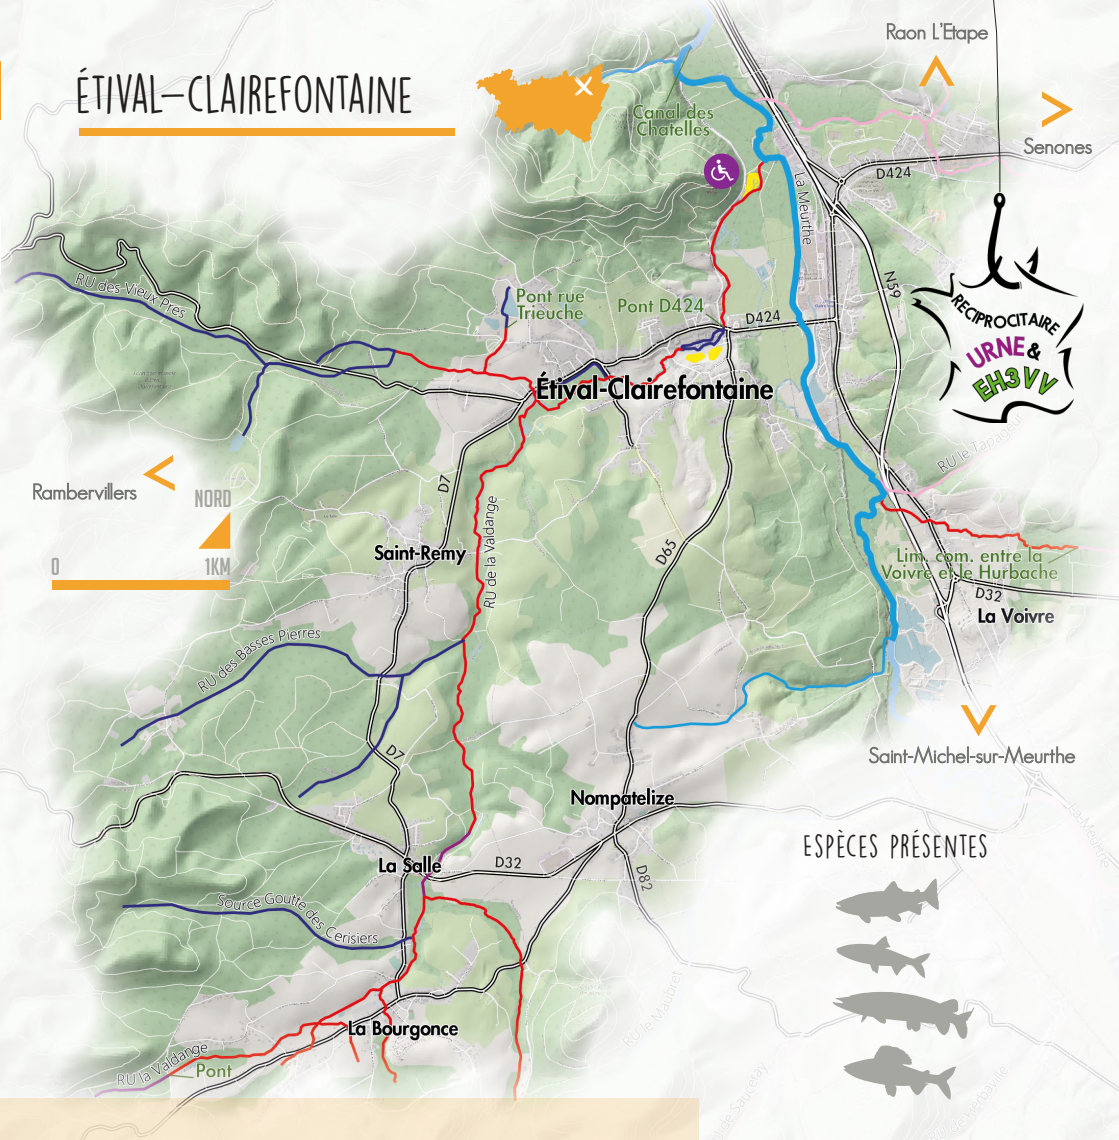 Raon L'Etape
ÉTIVAL–CLAIREFONTAINE
Canal des
Chatelles
Senones
D424
La Meurthe
RU des Vieux Pres
N59
Pont rue
Trieuche
Pont D424
D424
RECIPROCITAIRE
URNE &
EH3VV
Étival-Clairefontaine
RU le Tapage
Rambervillers
NORD
D7
0
1KM
RU de la Valdange
Saint-Remy
D65
Lim. com. entre la
Voivre et le Hurbache
D32
La Voivre
RU des Basses Pierres
D7
Saint-Michel-sur-Meurthe
Nompatelize
La Meurthe
ESPÈCES PRÉSENTES
La Salle
D32
D82
Source Goutte des Cerisiers
La Bourgonce
RU la Valdange
Pont